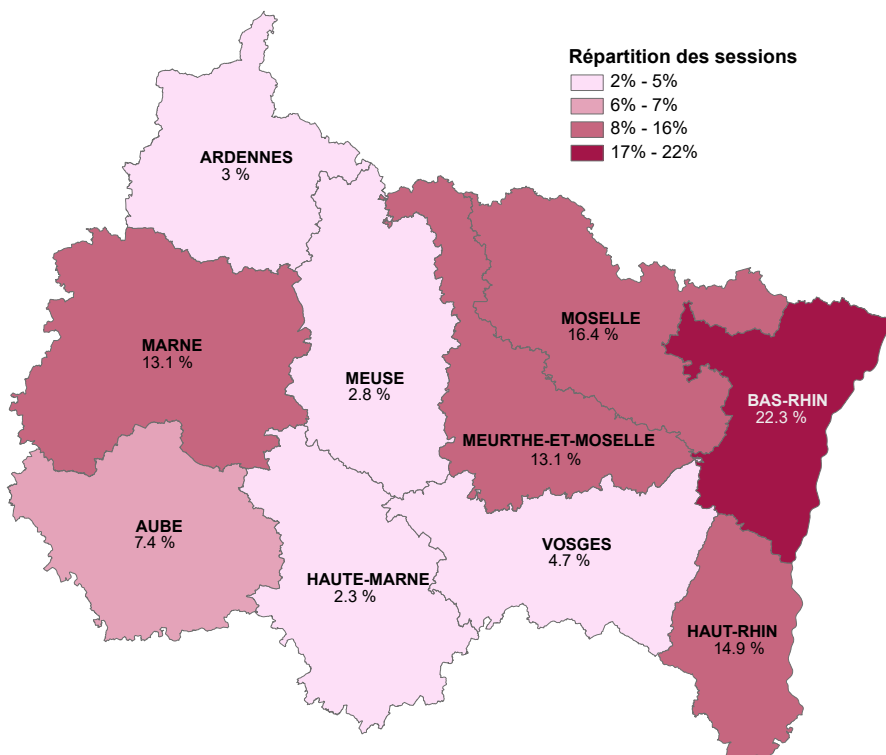 Répartition des sessions
2% - 5%
6% - 7%
8% - 16%
17% - 22%
ARDENNES
3 %
MOSELLE
16.4 %
MARNE
13.1 %
MEUSE
2.8 %
BAS-RHIN
22.3 %
MEURTHE-ET-MOSELLE
13.1 %
AUBE
7.4 %
VOSGES
4.7 %
HAUTE-MARNE
2.3 %
HAUT-RHIN
14.9 %